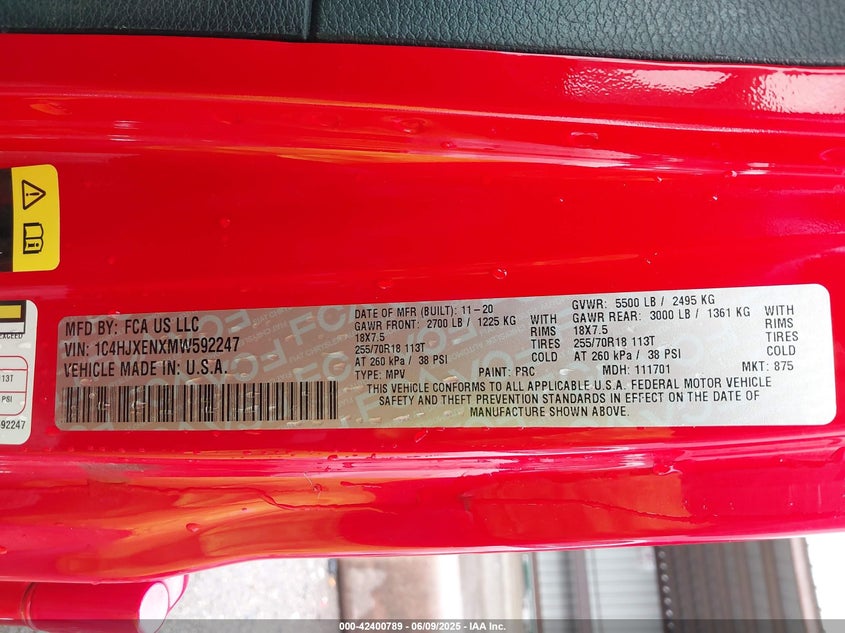 EXCEED
13T
PSI
92247
MFD BY: FCA US LLC
VIN: 1C4HJXENXMW592247
VEHICLE MADE IN: U.S.A.
DATE OF MFR (BUILT): 11-20
GAWR FRONT: 2700 LB / 1225 KG WITH
18X7.5 RIMS
255/70R18 113T TIRES
AT 260 kPa / 38 PSI COLD
TYPE: MPV PAINT: PRC
GVWR: 5500 LB / 2495 KG
GAWR REAR: 3000 LB / 1361 KG WITH
18X7.5 RIMS
255/70R18 113T TIRES
AT 260 kPa / 38 PSI COLD
MDH: 111701 MKT: 875
THIS VEHICLE CONFORMS TO ALL APPLICABLE U.S.A. FEDERAL MOTOR VEHICLE
SAFETY AND THEFT PREVENTION STANDARDS IN EFFECT ON THE DATE OF
MANUFACTURE SHOWN ABOVE.
000-42400789 - 06/09/2025 - IAA Inc.